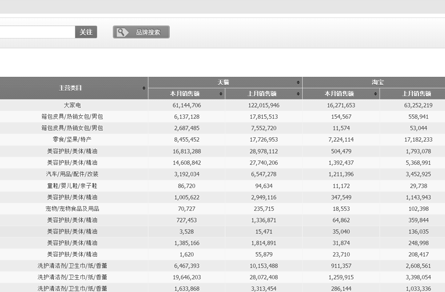 关注 品牌搜索
主营类目 天猫 淘宝
本月销售额 上月销售额 本月销售额 上月销售额
大家电 61,144,706 122,015,946 16,271,653 63,252,219
箱包皮具/热销女包/男包 6,137,128 17,815,513 154,567 558,941
箱包皮具/热销女包/男包 2,687,485 7,552,720 11,574 53,044
零食/坚果/特产 8,455,452 17,726,953 7,224,114 17,182,233
美容护肤/美体/精油 16,813,288 28,978,112 504,479 1,793,078
美容护肤/美体/精油 14,608,842 27,740,206 1,392,437 5,368,991
汽车/用品/配件/改装 3,192,034 6,547,278 1,211,396 3,452,925
童鞋/婴儿鞋/亲子鞋 86,720 94,634 11,172 29,738
美容护肤/美体/精油 1,005,622 2,949,116 347,549 1,143,943
宠物/宠物食品及用品 70,727 235,715 18,553 102,398
美容护肤/美体/精油 727,453 1,336,871 64,862 359,844
美容护肤/美体/精油 3,528 15,471 35,040 136,035
美容护肤/美体/精油 1,385,166 1,814,891 31,874 248,998
美容护肤/美体/精油 1,620 55,879 23,710 208,417
洗护清洁剂/卫生巾/纸/香薰 6,467,393 10,153,488 911,357 2,608,561
洗护清洁剂/卫生巾/纸/香薰 19,646,203 28,072,408 1,259,915 3,398,054
洗护清洁剂/卫生巾/纸/香薰 1,633,868 3,313,454 286,144 1,033,336